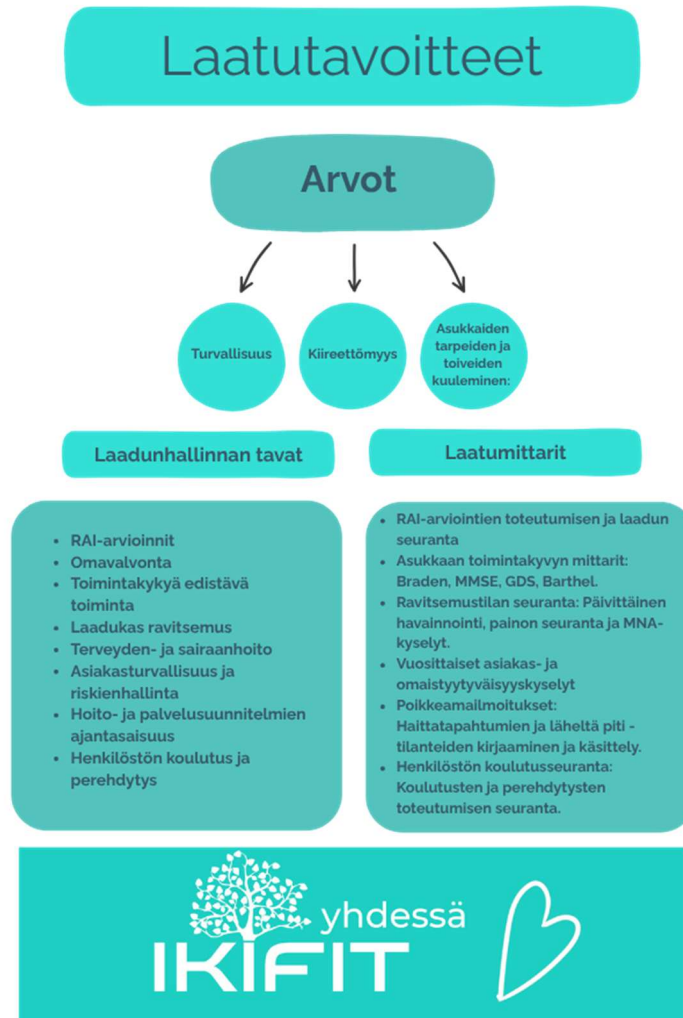 Laatutavoitteet
Arvot
Turvallisuus
Kiireettömyys
Asukkaiden
tarpeiden ja
toiveiden
kuuleminen:
Laadunhallinnan tavat
• RAI-arvioinnit
• Omavalvonta
• Toimintakykyä edistävä
toiminta
• Laadukas ravitsemus
• Terveyden- ja sairaanhoito
• Asiakasturvallisuus ja
riskienhallinta
• Hoito- ja palvelusuunnitelmien
ajantasaisuus
• Henkilöstön koulutus ja
perehdytys
Laatumittarit
• RAI-arviointien toteutumisen ja laadun
seuranta
• Asukkaan toimintakyvyn mittarit:
Braden, MMSE, GDS, Barthel.
• Ravitsemustilan seuranta: Päivittäinen
havainnointi, painon seuranta ja MNA-
kyselyt.
• Vuosittaiset asiakas- ja
omaistyytyväisyyskyselyt
• Poikkeamailmoitukset:
Haittatapahtumien ja läheltä piti -
tilanteiden kirjaaminen ja käsittely.
• Henkilöstön koulutusseuranta:
Koulutusten ja perehdytysten
toteutumisen seuranta.
yhdessä
IKIFIT